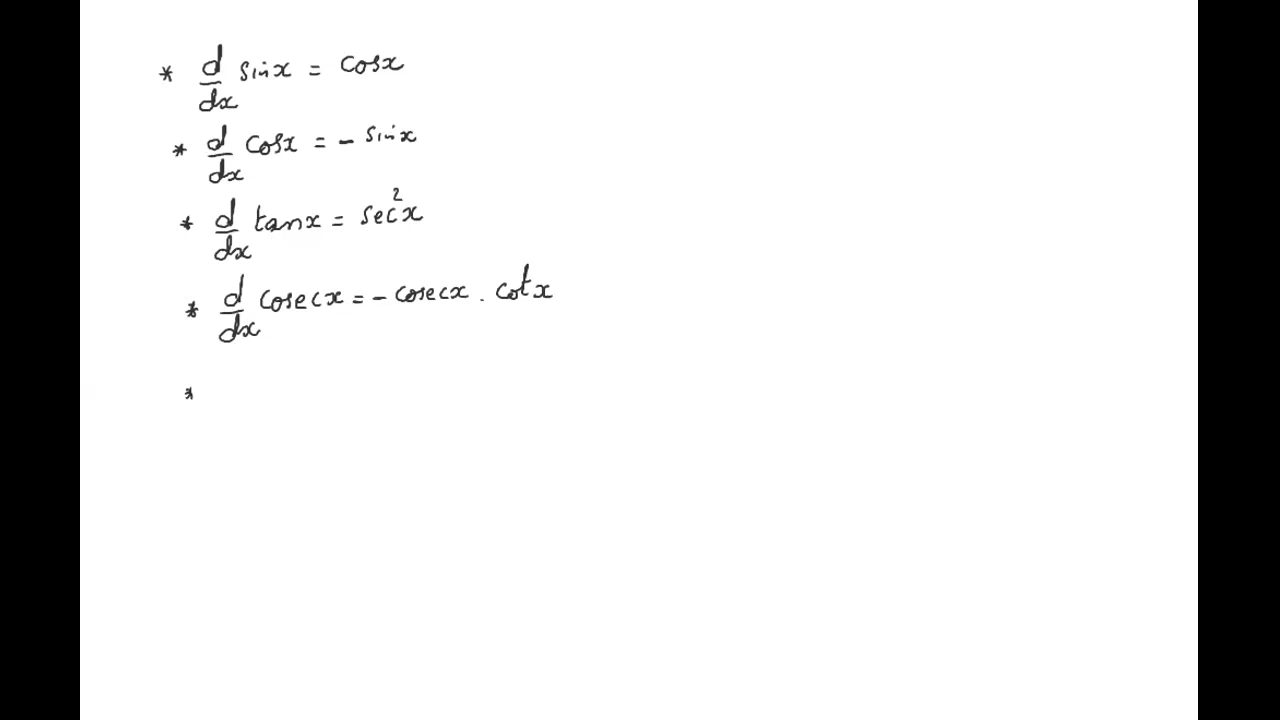 * d/dx sinx = cosx
* d/dx cosx = - sinx
* d/dx tanx = sec²x
* d/dx cosecx = - cosecx . cotx
*